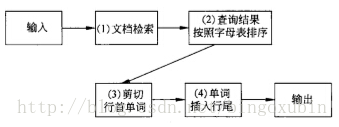 输入
(1)文档检索
(2)查询结果
按照字母表排序
(3)剪切
行首单词
(4)单词
插入行尾
输出